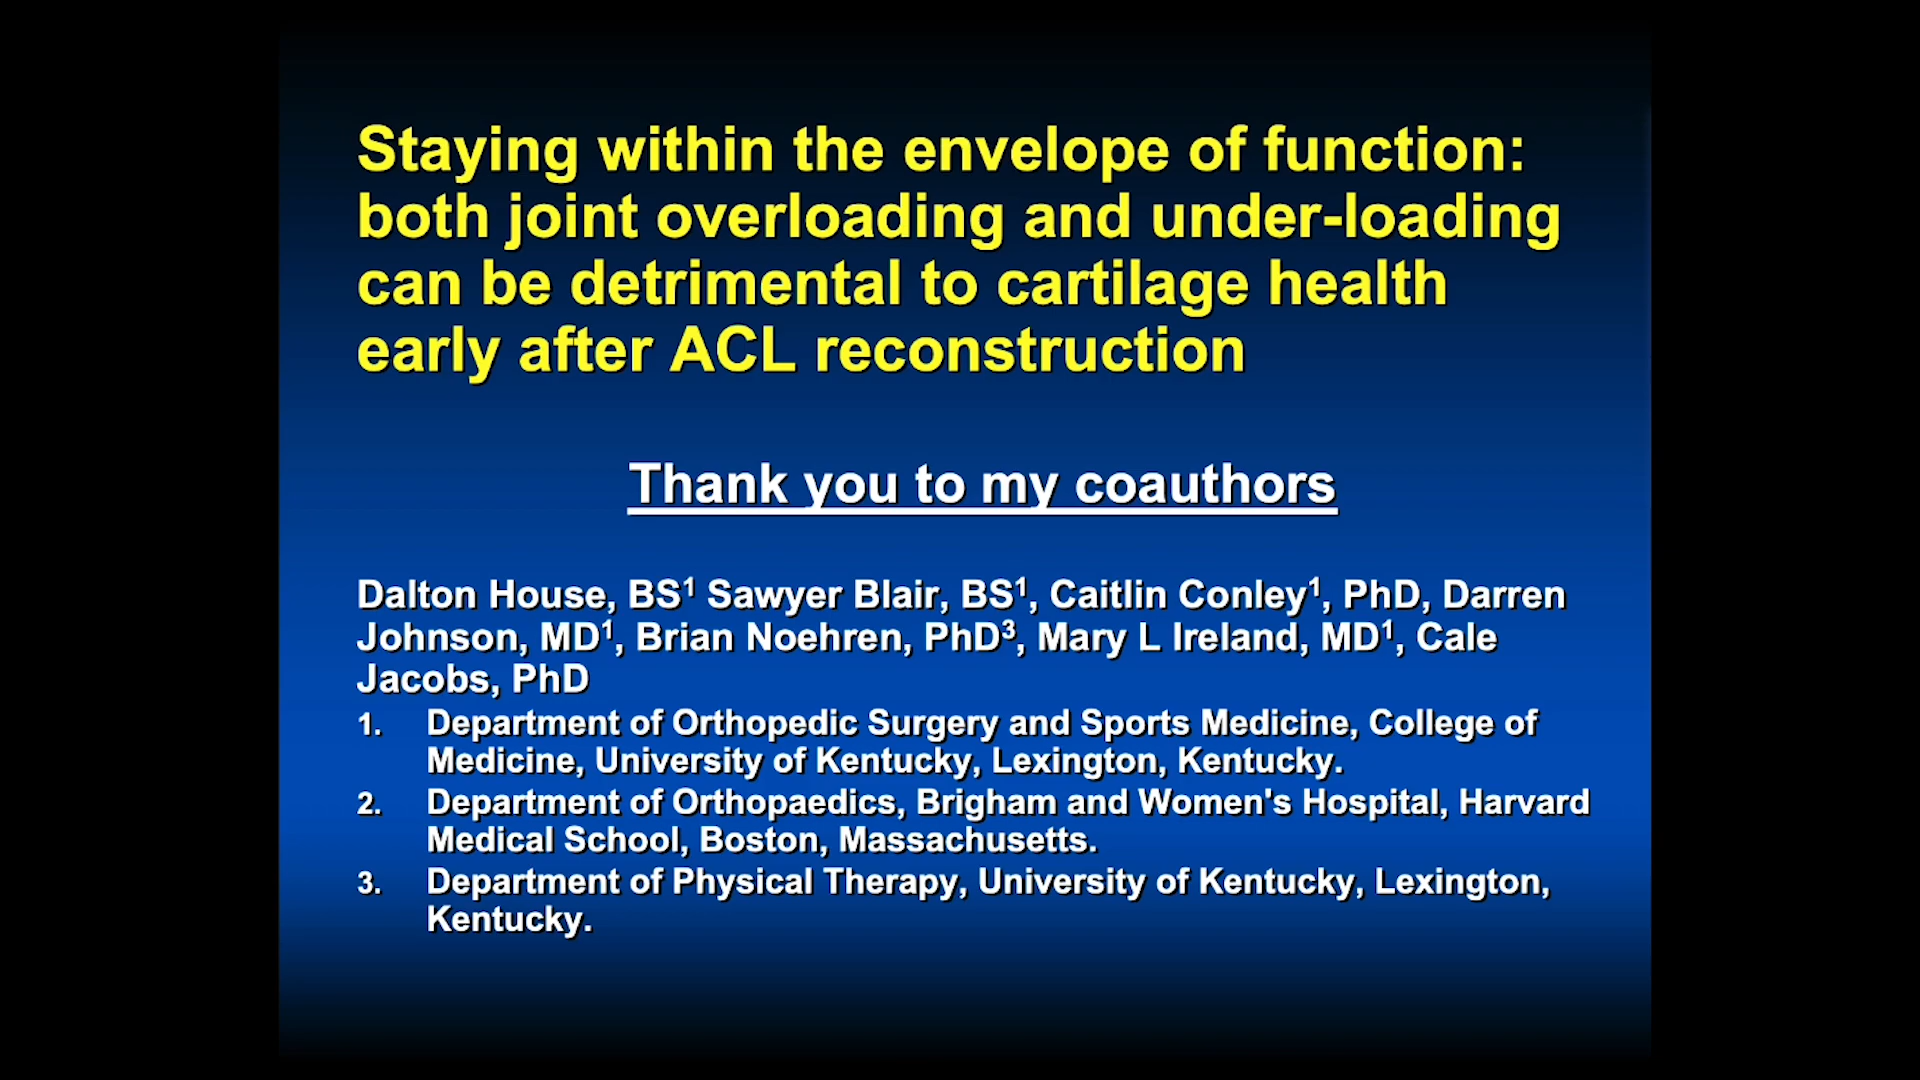 Staying within the envelope of function:
both joint overloading and under-loading
can be detrimental to cartilage health
early after ACL reconstruction
Thank you to my coauthors
Dalton House, BS¹ Sawyer Blair, BS¹, Caitlin Conley¹, PhD, Darren
Johnson, MD¹, Brian Noehren, PhD³, Mary L Ireland, MD¹, Cale
Jacobs, PhD
1. Department of Orthopedic Surgery and Sports Medicine, College of
Medicine, University of Kentucky, Lexington, Kentucky.
2. Department of Orthopaedics, Brigham and Women's Hospital, Harvard
Medical School, Boston, Massachusetts.
3. Department of Physical Therapy, University of Kentucky, Lexington,
Kentucky.